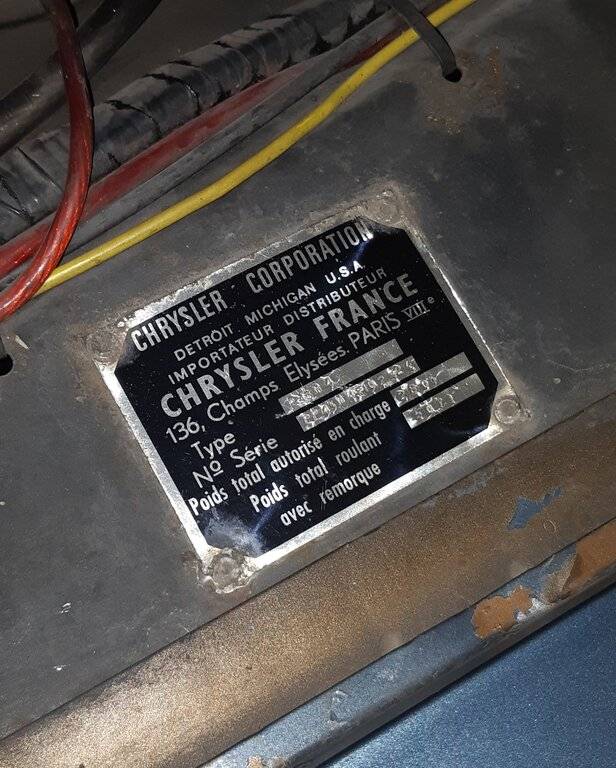 CHRYSLER CORPORATION
DETROIT MICHIGAN U.S.A.
IMPORTATEUR DISTRIBUTEUR
CHRYSLER FRANCE
136, Champs Elysées, PARIS VIIIe
Type
Nº Série
Poids total autorisé en charge
Poids total roulant
avec remorque